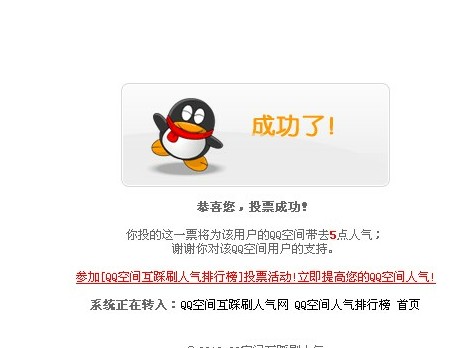 成功了!
恭喜您，投票成功!
你投的这一票将为该用户的QQ空间带去5点人气；
谢谢你对该QQ空间用户的支持。
参加[QQ空间互踩刷人气排行榜]投票活动!立即提高您的QQ空间人气!
系统正在转入：QQ空间互踩刷人气网 QQ空间人气排行榜 首页